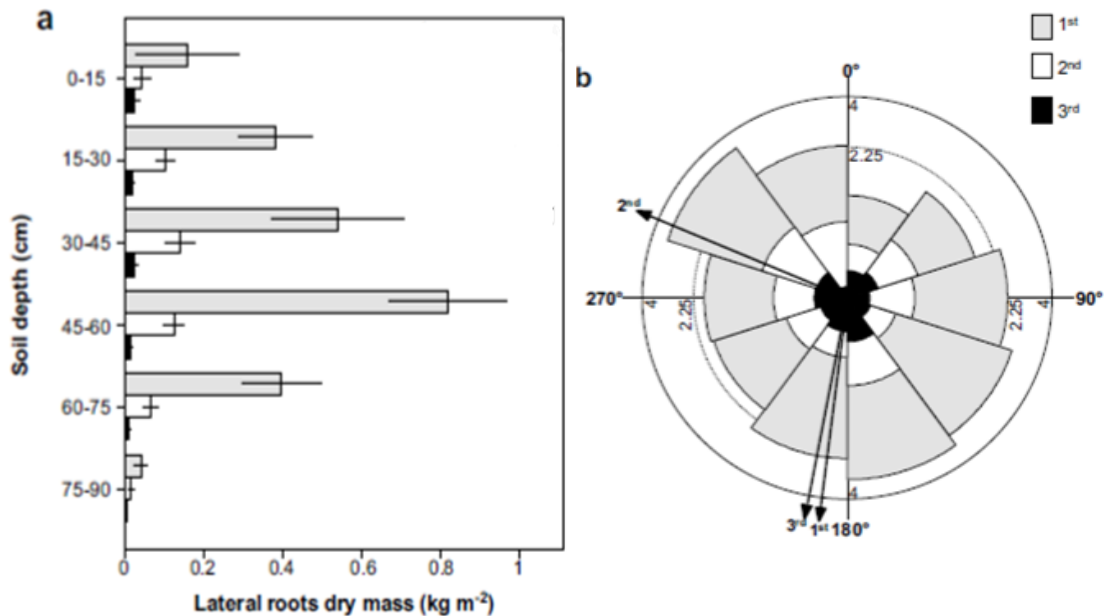 a
Soil depth (cm)
0-15
15-30
30-45
45-60
60-75
75-90
0
0.2
0.4
0.6
0.8
1
Lateral roots dry mass (kg m⁻²)
b
1ˢᵗ
2ⁿᵈ
3ʳᵈ
0°
4
2.25
2ⁿᵈ
270°
4
2.25
2.25
4
90°
4
3ʳᵈ
1ˢᵗ
180°